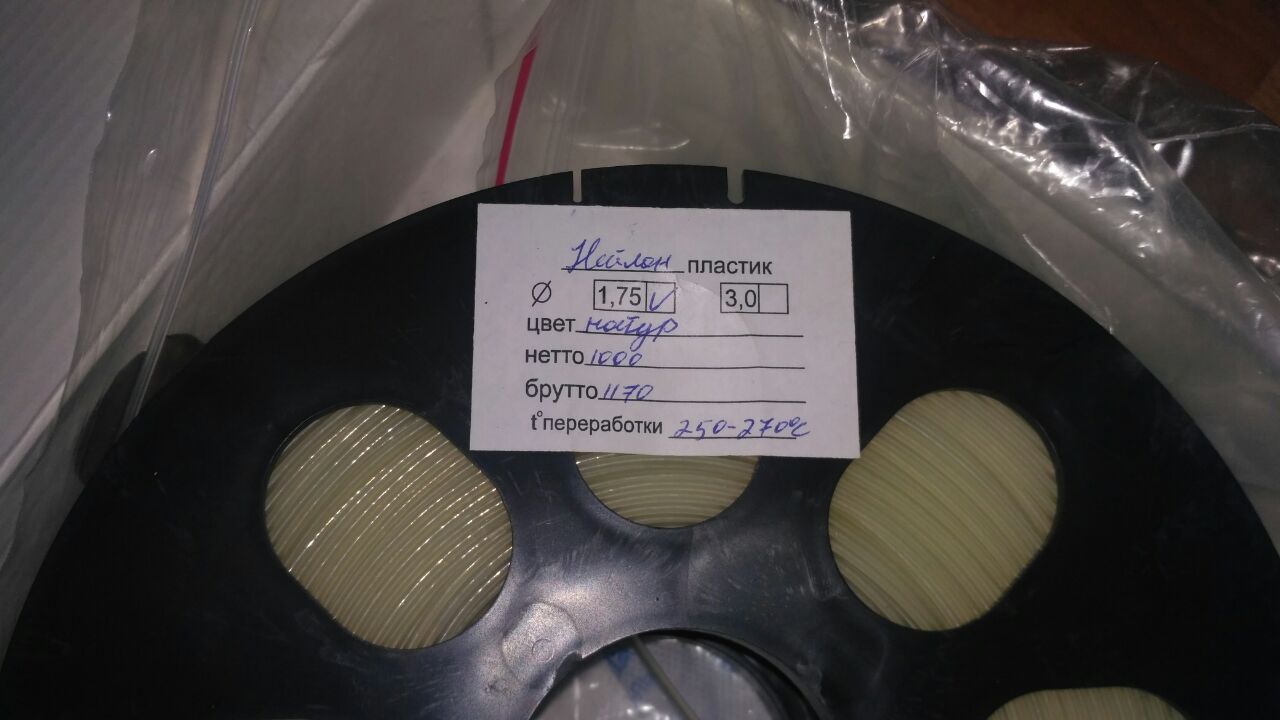 Нейлон пластик
Ø 1,75 V 3,0
цвет натур
нетто 1000
брутто 1170
t° переработки 250-270°C